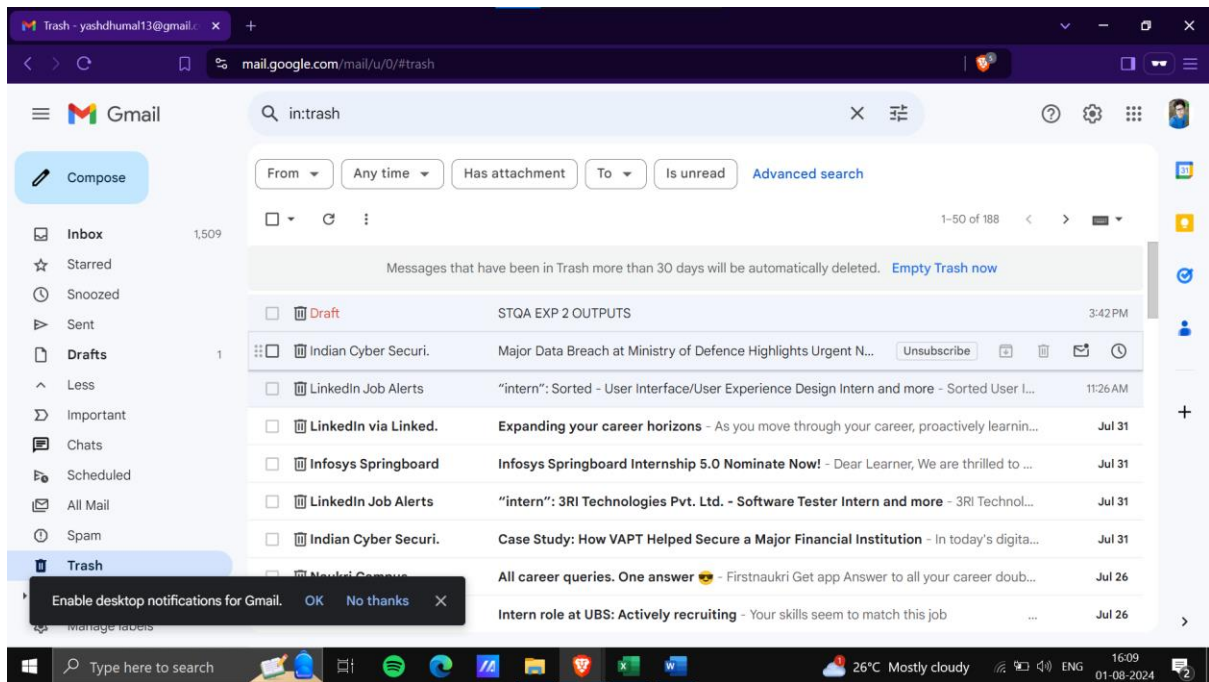 Trash - yashdhumal13@gmail.c
mail.google.com/mail/u/0/#trash
Gmail
in:trash
Compose
From Any time Has attachment To Is unread Advanced search
1–50 of 188
Inbox 1,509
Starred
Snoozed
Sent
Drafts 1
Less
Important
Chats
Scheduled
All Mail
Spam
Trash
Manage labels
Messages that have been in Trash more than 30 days will be automatically deleted. Empty Trash now
Draft STQA EXP 2 OUTPUTS 3:42 PM
Indian Cyber Securi. Major Data Breach at Ministry of Defence Highlights Urgent N... Unsubscribe
LinkedIn Job Alerts "intern": Sorted - User Interface/User Experience Design Intern and more - Sorted User I... 11:26 AM
LinkedIn via Linked. Expanding your career horizons - As you move through your career, proactively learnin... Jul 31
Infosys Springboard Infosys Springboard Internship 5.0 Nominate Now! - Dear Learner, We are thrilled to ... Jul 31
LinkedIn Job Alerts "intern": 3RI Technologies Pvt. Ltd. - Software Tester Intern and more - 3RI Technol... Jul 31
Indian Cyber Securi. Case Study: How VAPT Helped Secure a Major Financial Institution - In today's digita... Jul 31
Naukri Campus All career queries. One answer 😎 - Firstnaukri Get app Answer to all your career doub... Jul 26
Intern role at UBS: Actively recruiting - Your skills seem to match this job ... Jul 26
Enable desktop notifications for Gmail. OK No thanks
31
Type here to search
26°C Mostly cloudy ENG 16:09
01-08-2024
2